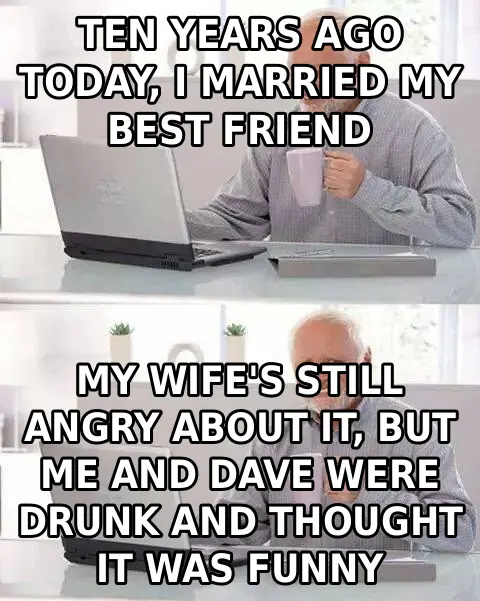 TEN YEARS AGO
TODAY, I MARRIED MY
BEST FRIEND
MY WIFE'S STILL
ANGRY ABOUT IT, BUT
ME AND DAVE WERE
DRUNK AND THOUGHT
IT WAS FUNNY